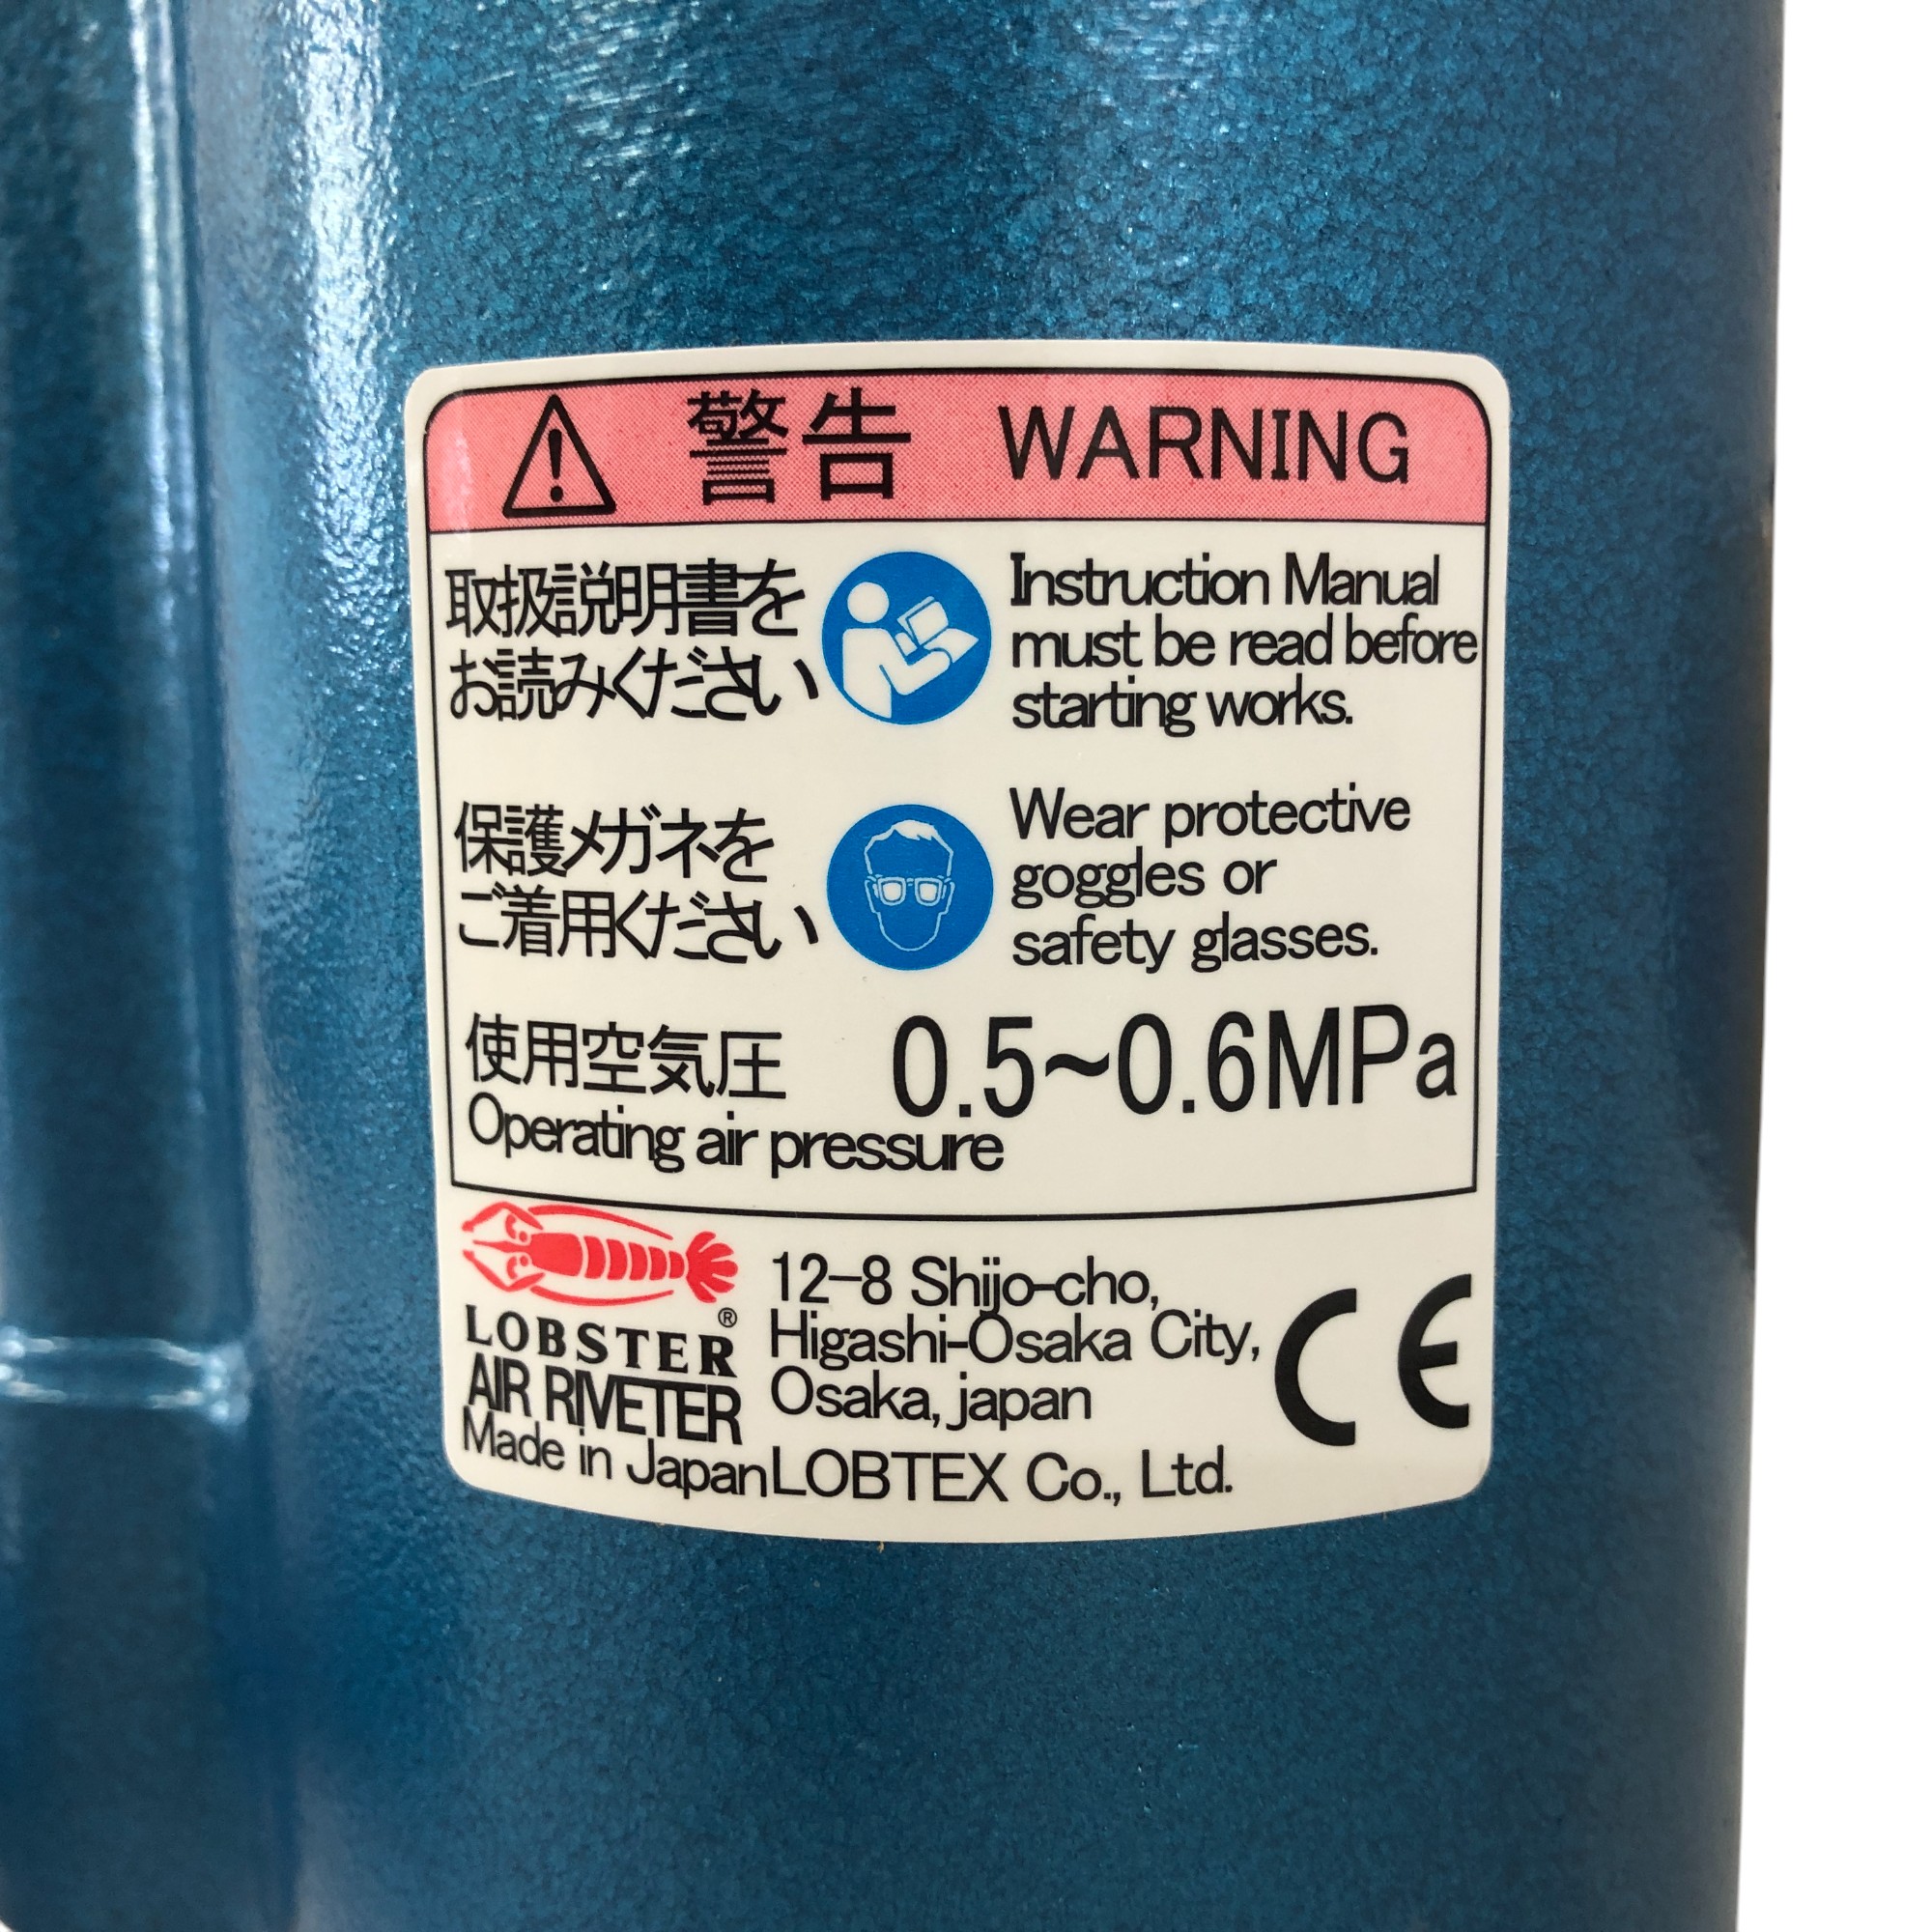 警告 WARNING
取扱説明書を
お読みください
Instruction Manual
must be read before
starting works.
保護メガネを
ご着用ください
Wear protective
goggles or
safety glasses.
使用空気圧 0.5~0.6MPa
Operating air pressure
LOBSTER®
AIR RIVETER
Made in Japan
12-8 Shijo-cho,
Higashi-Osaka City,
Osaka, japan
LOBTEX Co., Ltd.
CE